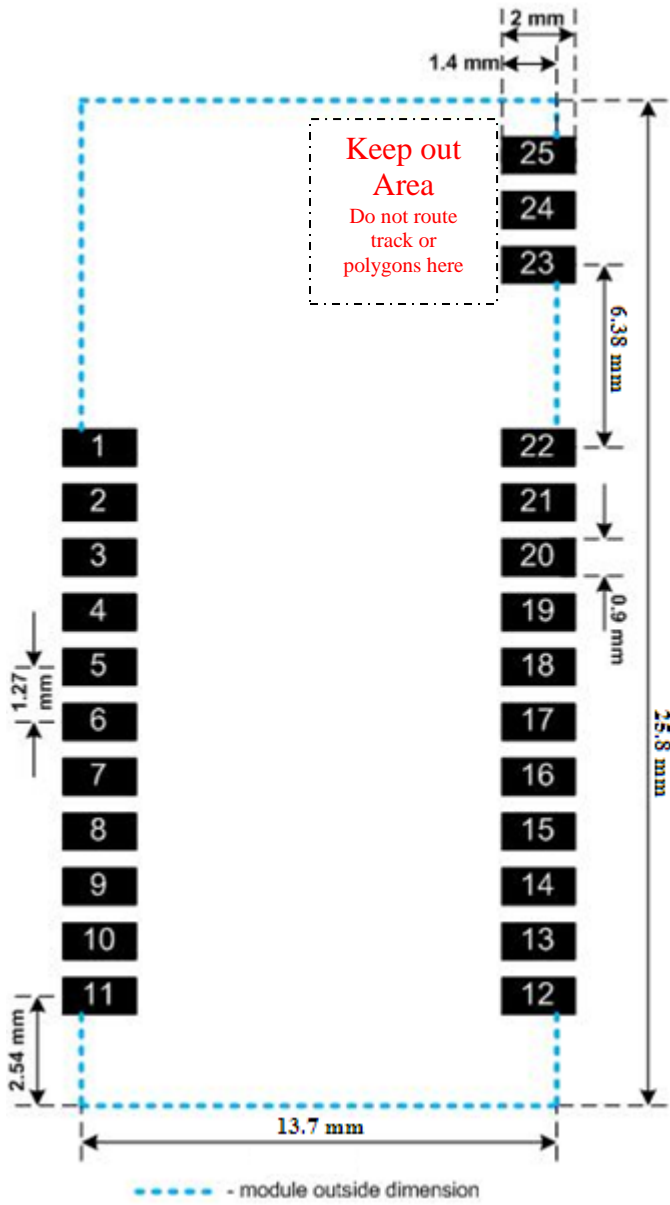 2 mm
1.4 mm
Keep out
Area
Do not route
track or
polygons here
25
24
23
6.38 mm
1
22
2
21
3
20
0.9 mm
4
19
5
18
1.27
mm
6
17
25.8 mm
7
16
8
15
9
14
10
13
11
12
2.54 mm
13.7 mm
- module outside dimension